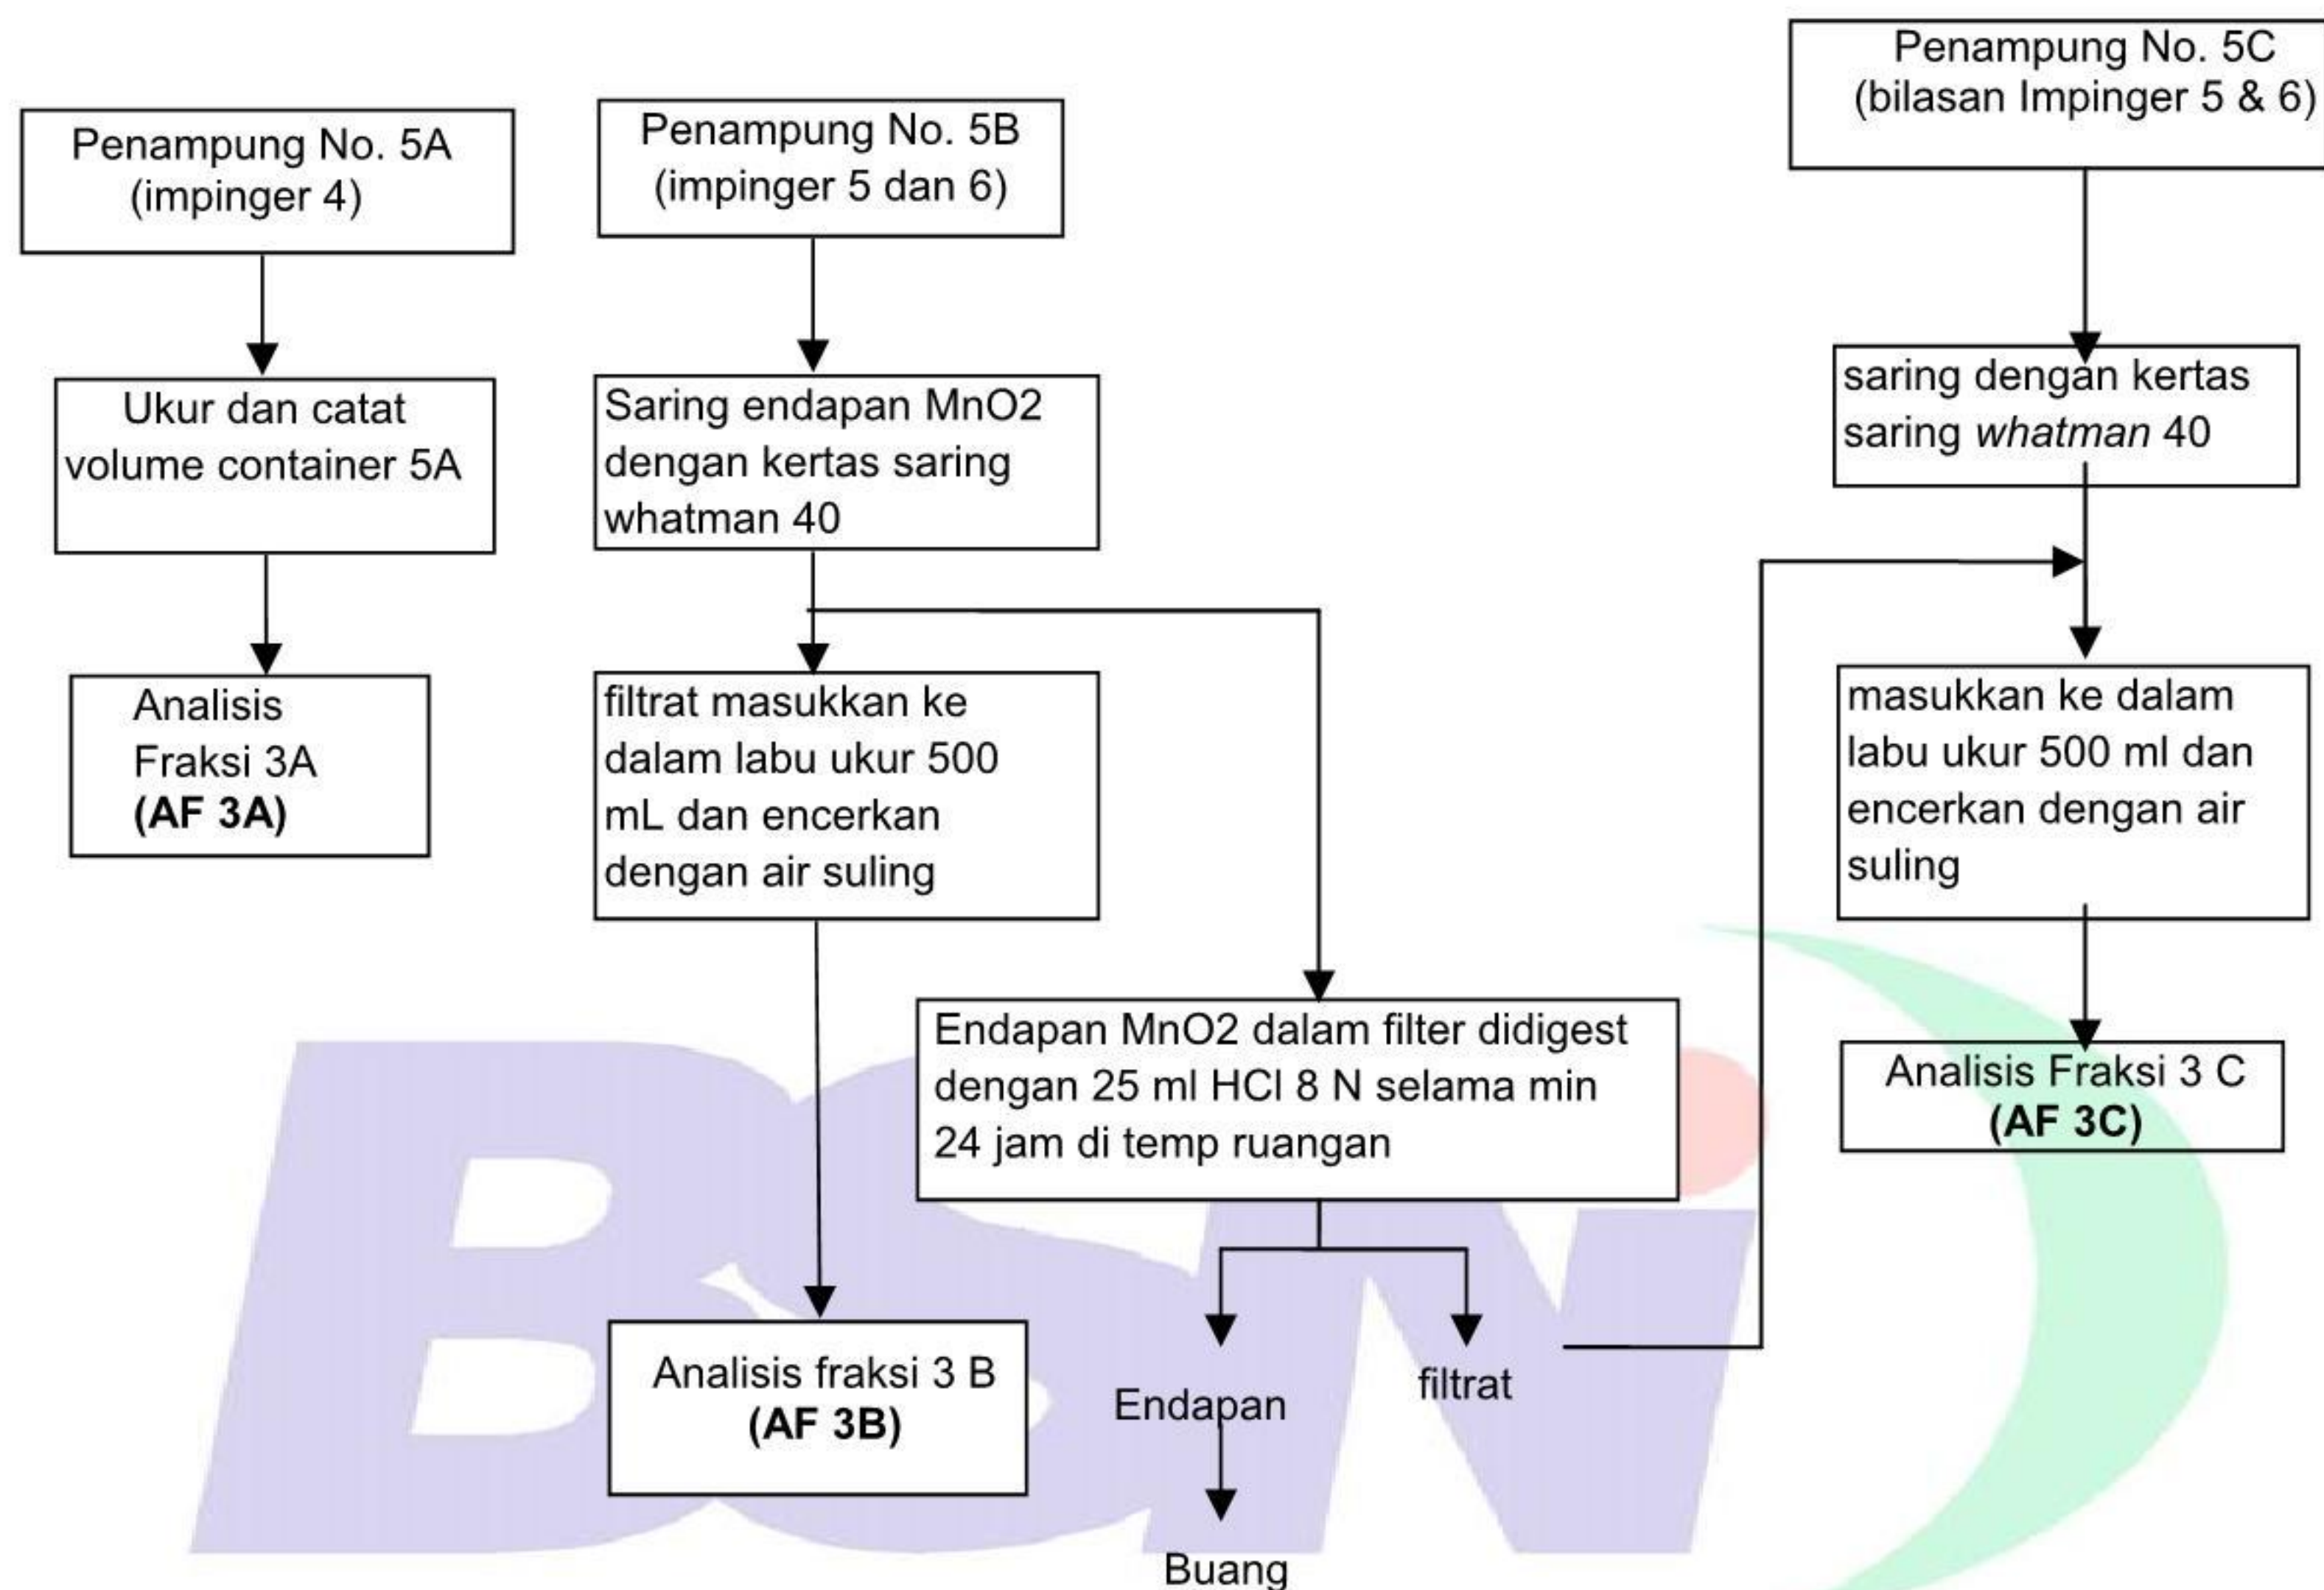 Penampung No. 5A
(impinger 4)
Ukur dan catat
volume container 5A
Analisis
Fraksi 3A
(AF 3A)
Penampung No. 5B
(impinger 5 dan 6)
Saring endapan MnO2
dengan kertas saring
whatman 40
filtrat masukkan ke
dalam labu ukur 500
mL dan encerkan
dengan air suling
Analisis fraksi 3 B
(AF 3B)
Endapan MnO2 dalam filter didigest
dengan 25 ml HCl 8 N selama min
24 jam di temp ruangan
Endapan
filtrat
Buang
Penampung No. 5C
(bilasan Impinger 5 & 6)
saring dengan kertas
saring whatman 40
masukkan ke dalam
labu ukur 500 ml dan
encerkan dengan air
suling
Analisis Fraksi 3 C
(AF 3C)
BSNi